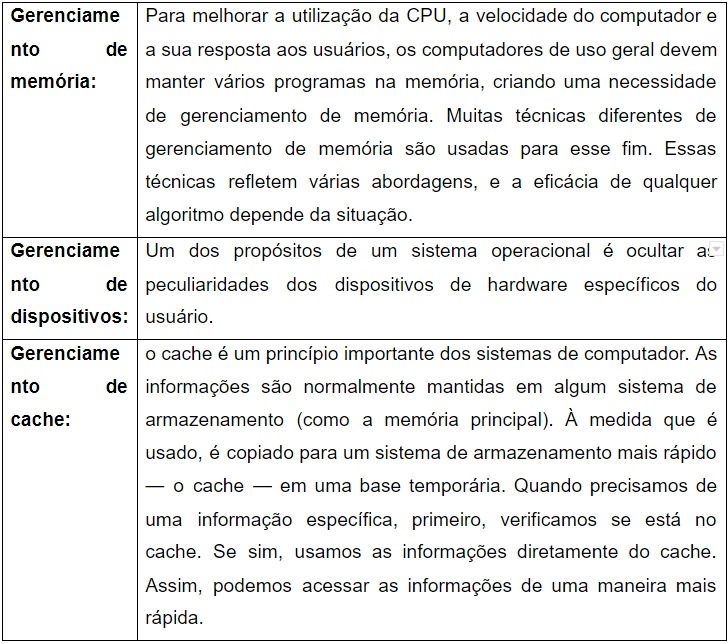 Gerenciame
nto de
memória:
Para melhorar a utilização da CPU, a velocidade do computador e
a sua resposta aos usuários, os computadores de uso geral devem
manter vários programas na memória, criando uma necessidade
de gerenciamento de memória. Muitas técnicas diferentes de
gerenciamento de memória são usadas para esse fim. Essas
técnicas refletem várias abordagens, e a eficácia de qualquer
algoritmo depende da situação.
Gerenciame
nto de
dispositivos:
Um dos propósitos de um sistema operacional é ocultar as
peculiaridades dos dispositivos de hardware específicos do
usuário.
Gerenciame
nto de
cache:
o cache é um princípio importante dos sistemas de computador. As
informações são normalmente mantidas em algum sistema de
armazenamento (como a memória principal). À medida que é
usado, é copiado para um sistema de armazenamento mais rápido
— o cache — em uma base temporária. Quando precisamos de
uma informação específica, primeiro, verificamos se está no
cache. Se sim, usamos as informações diretamente do cache.
Assim, podemos acessar as informações de uma maneira mais
rápida.